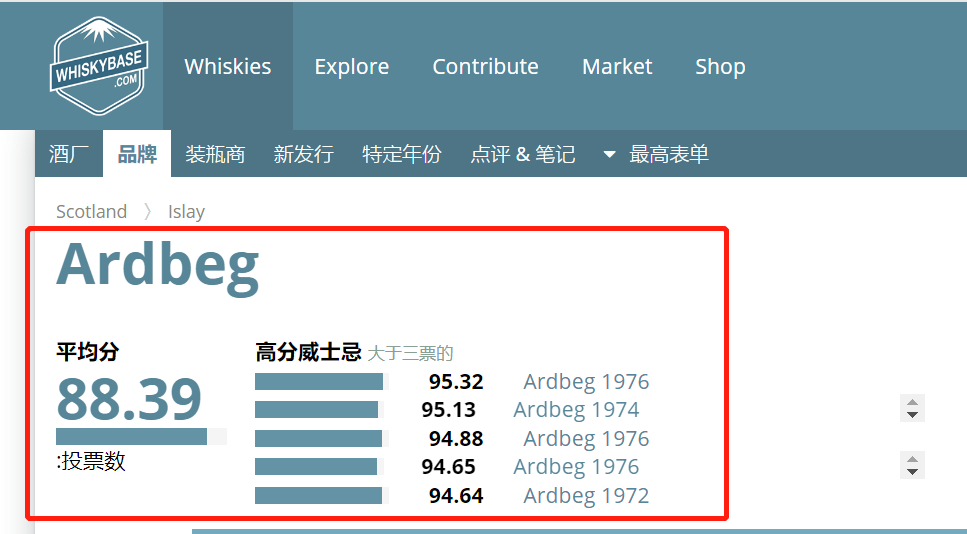 WHISKYBASE
.COM
Whiskies Explore Contribute Market Shop
酒厂 品牌 装瓶商 新发行 特定年份 点评 & 笔记 最高表单
Scotland 〉 Islay
Ardbeg
平均分
88.39
:投票数
高分威士忌 大于三票的
95.32 Ardbeg 1976
95.13 Ardbeg 1974
94.88 Ardbeg 1976
94.65 Ardbeg 1976
94.64 Ardbeg 1972